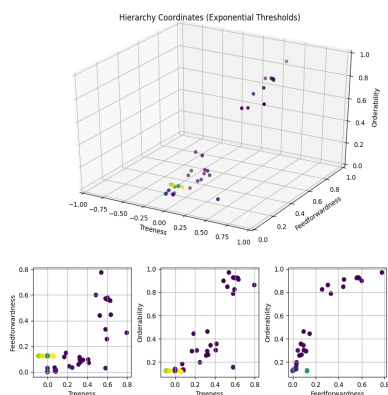 Hierarchy Coordinates (Exponential Thresholds)
1.0
0.8
0.6
0.4
0.2
0.0
Orderability
1.0
0.8
0.6
0.4
0.2
0.0
Feedforwardness
−1.00
−0.75
−0.50
−0.25
0.00
0.25
0.50
0.75
1.00
Treeness
0.8
0.6
0.4
0.2
0.0
Feedforwardness
0.0 0.2 0.4 0.6 0.8
Treeness
1.0
0.8
0.6
0.4
0.2
Orderability
0.0 0.2 0.4 0.6 0.8
Treeness
1.0
0.8
0.6
0.4
0.2
Orderability
0.0 0.2 0.4 0.6 0.8
Feedforwardness